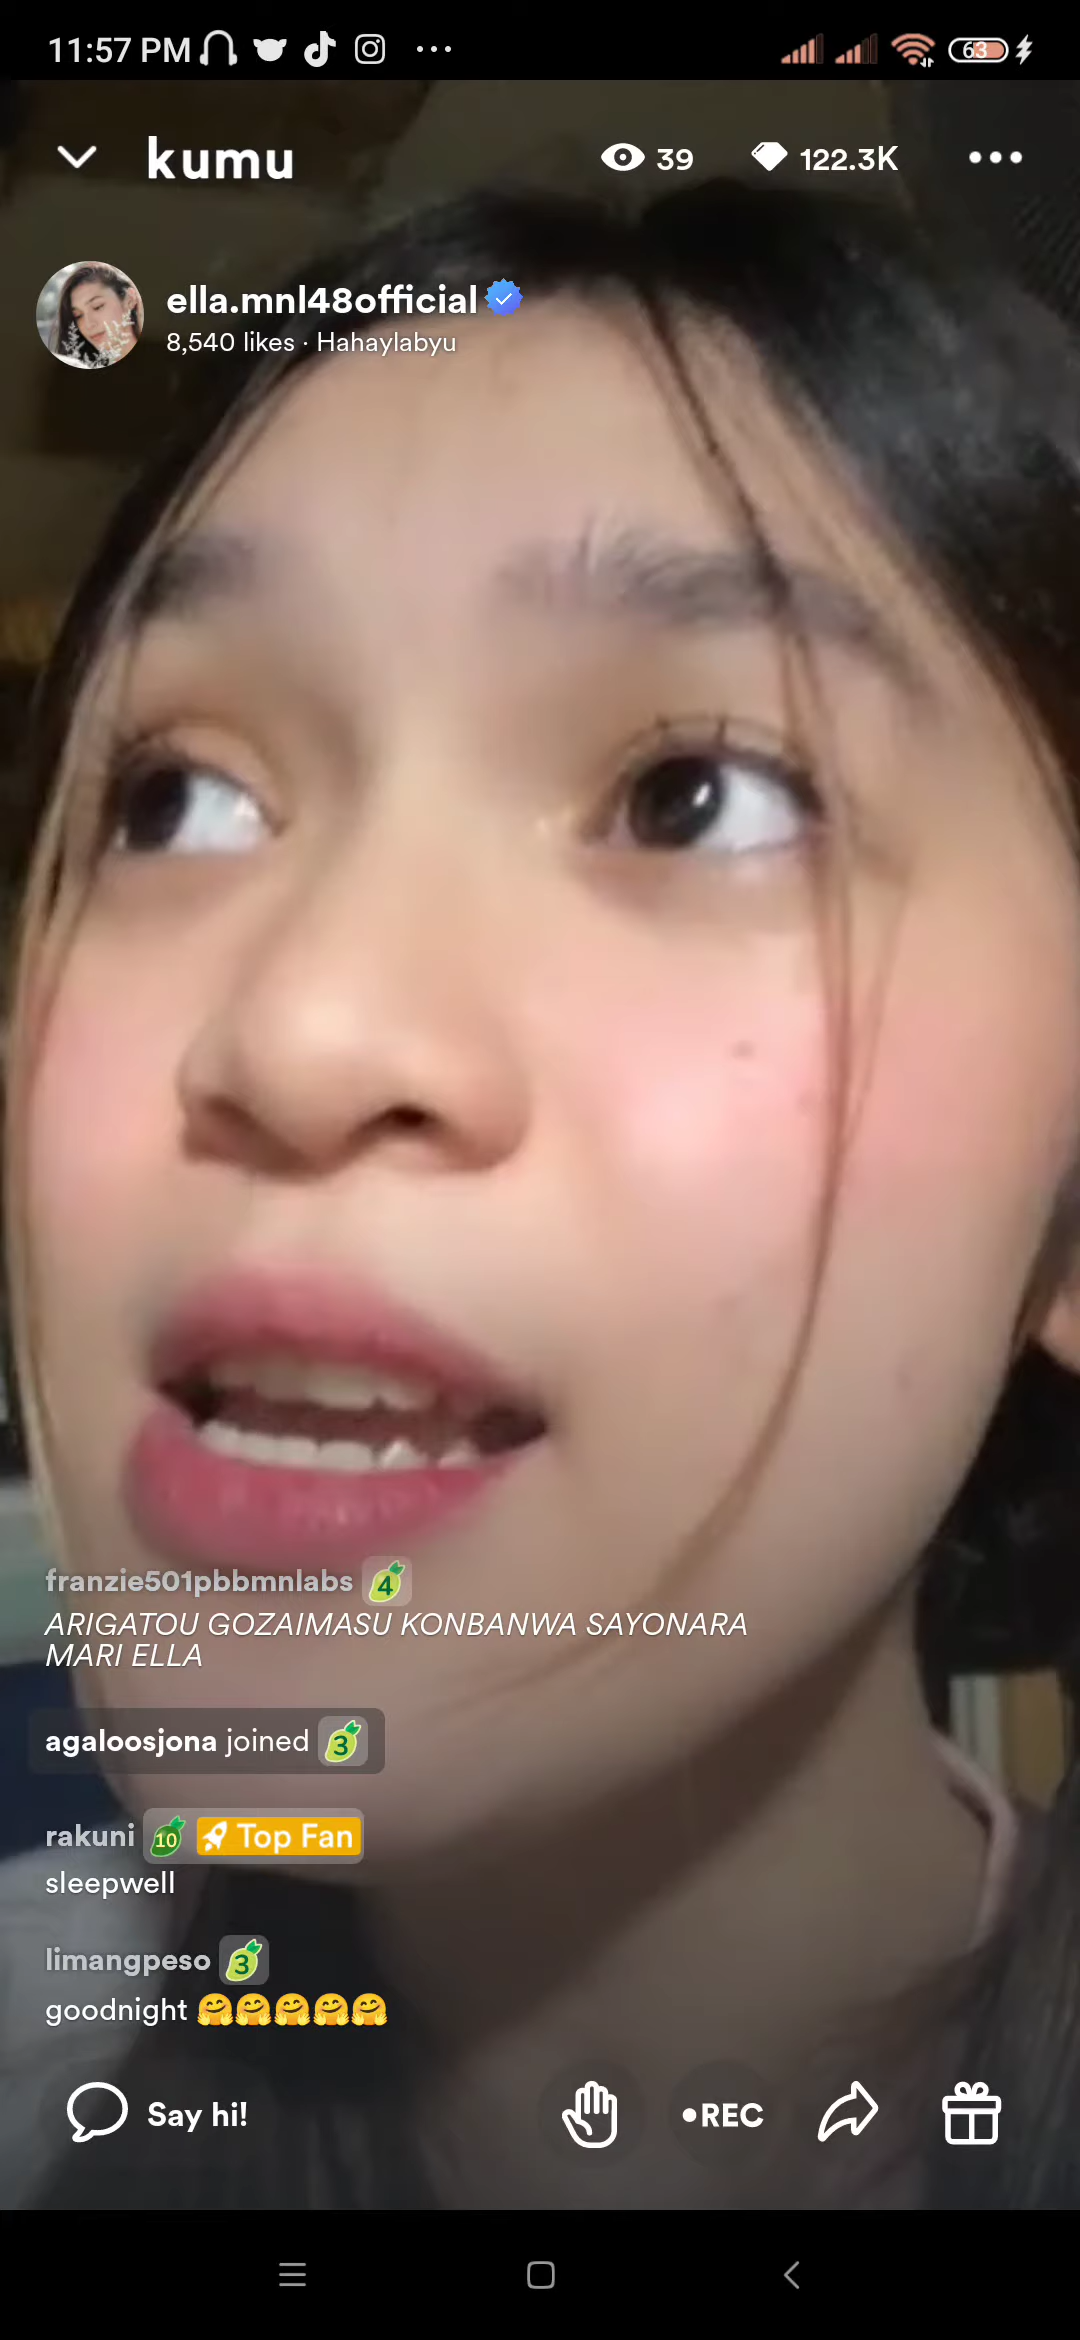 11:57 PM
63
kumu
39
122.3K
ella.mnl48official
8,540 likes · Hahaylabyu
franzie501pbbmnlabs 4
ARIGATOU GOZAIMASU KONBANWA SAYONARA
MARI ELLA
agaloosjona joined 3
rakuni 10 Top Fan
sleepwell
limangpeso 3
goodnight 🤗🤗🤗🤗🤗
Say hi!
•REC